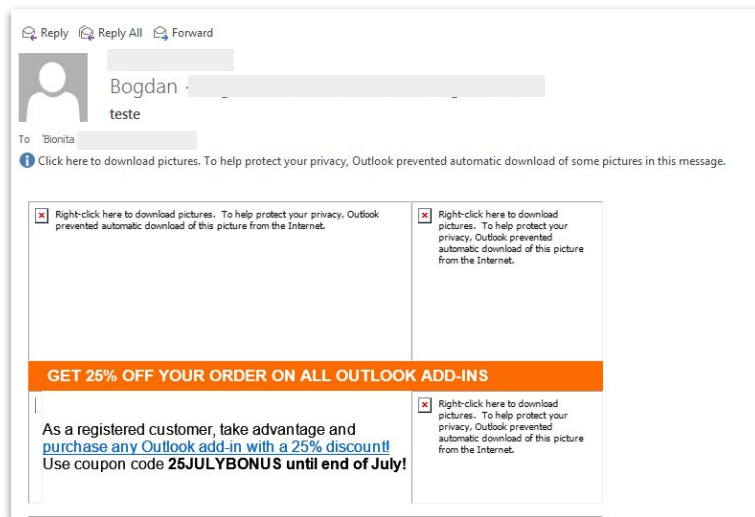 Reply Reply All Forward
Bogdan
teste
To 'Bionita
Click here to download pictures. To help protect your privacy, Outlook prevented automatic download of some pictures in this message.
Right-click here to download pictures. To help protect your privacy, Outlook
prevented automatic download of this picture from the Internet.
Right-click here to download
pictures. To help protect your
privacy, Outlook prevented
automatic download of this picture
from the Internet.
GET 25% OFF YOUR ORDER ON ALL OUTLOOK ADD-INS
As a registered customer, take advantage and
purchase any Outlook add-in with a 25% discount!
Use coupon code 25JULYBONUS until end of July!
Right-click here to download
pictures. To help protect your
privacy, Outlook prevented
automatic download of this picture
from the Internet.